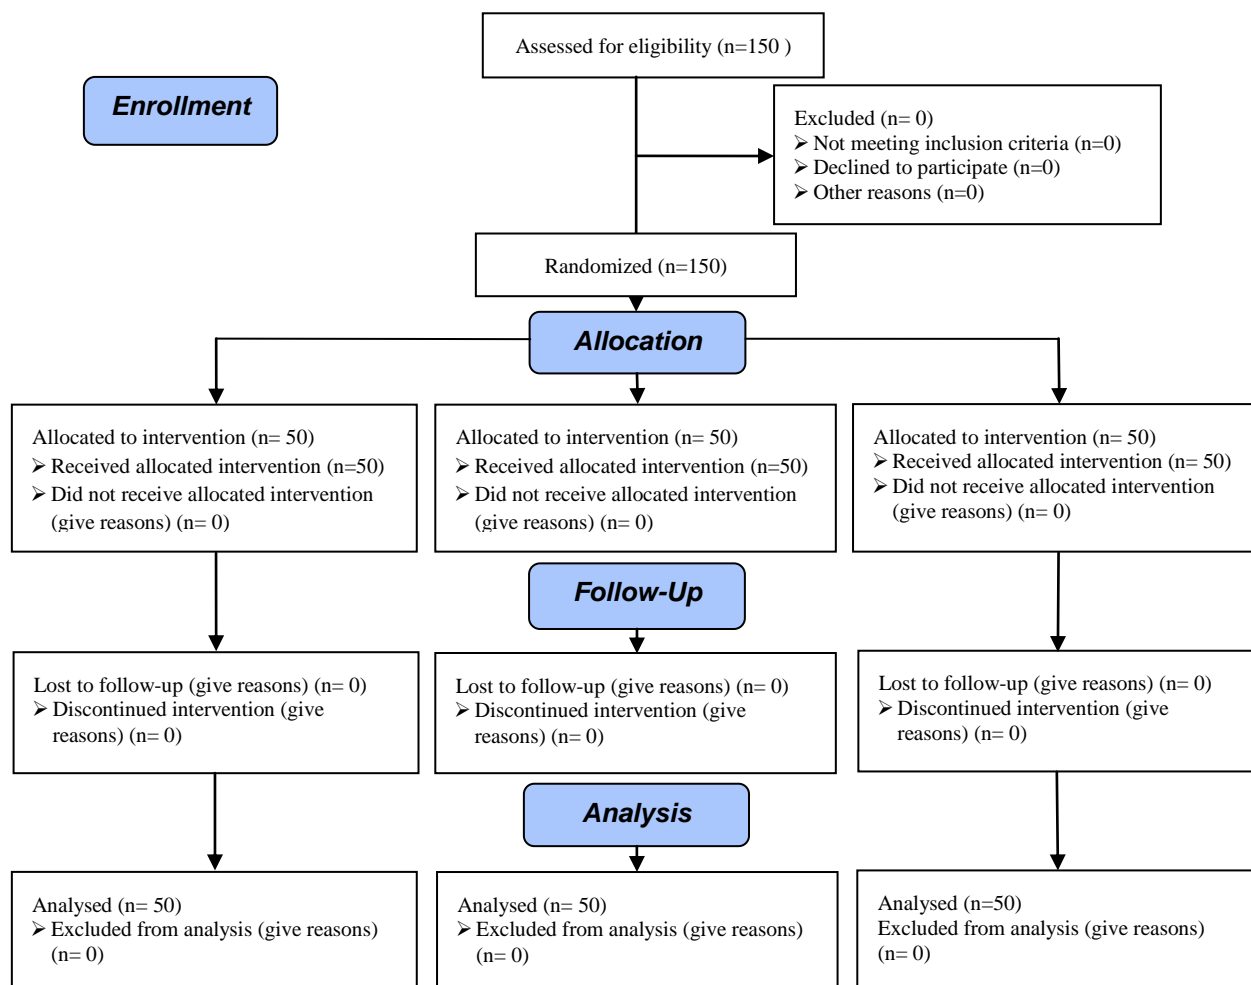 Assessed for eligibility (n=150 )
Enrollment
Excluded (n= 0)
➢ Not meeting inclusion criteria (n=0)
➢ Declined to participate (n=0)
➢ Other reasons (n=0)
Randomized (n=150)
Allocation
Allocated to intervention (n= 50)
➢ Received allocated intervention (n=50)
➢ Did not receive allocated intervention
(give reasons) (n= 0)
Allocated to intervention (n= 50)
➢ Received allocated intervention (n=50)
➢ Did not receive allocated intervention
(give reasons) (n= 0)
Allocated to intervention (n= 50)
➢ Received allocated intervention (n= 50)
➢ Did not receive allocated intervention
(give reasons) (n= 0)
Follow-Up
Lost to follow-up (give reasons) (n= 0)
➢ Discontinued intervention (give
reasons) (n= 0)
Lost to follow-up (give reasons) (n= 0)
➢ Discontinued intervention (give
reasons) (n= 0)
Lost to follow-up (give reasons) (n= 0)
➢ Discontinued intervention (give
reasons) (n= 0)
Analysis
Analysed (n= 50)
➢ Excluded from analysis (give reasons)
(n= 0)
Analysed (n= 50)
➢ Excluded from analysis (give reasons)
(n= 0)
Analysed (n=50)
Excluded from analysis (give reasons)
(n= 0)